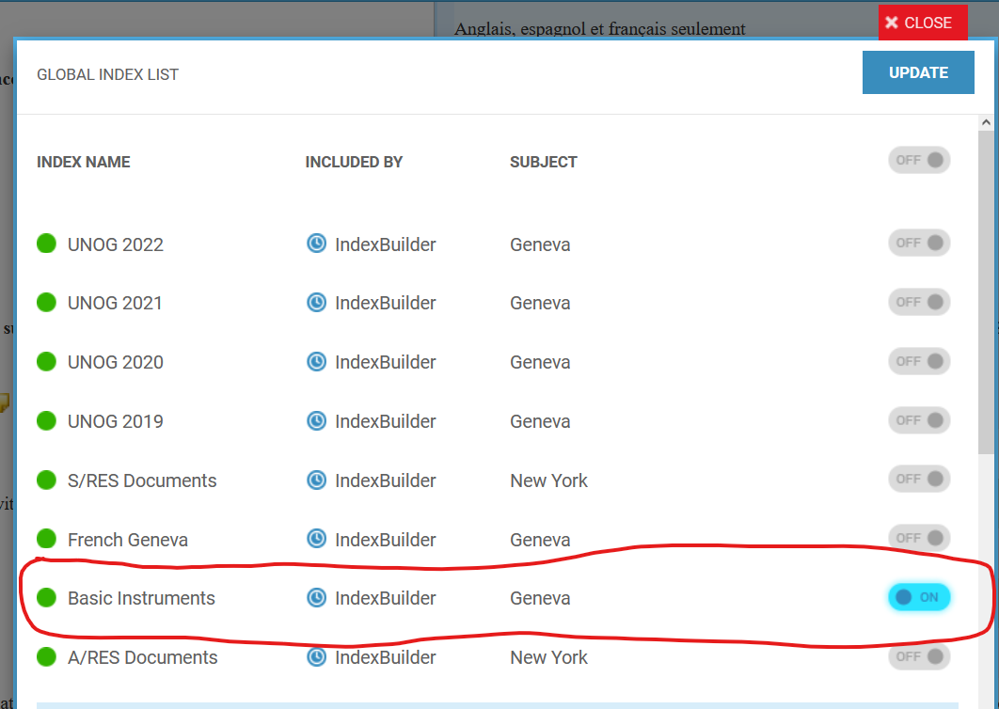 Anglais, espagnol et français seulement
CLOSE
GLOBAL INDEX LIST
UPDATE
INDEX NAME INCLUDED BY SUBJECT OFF
UNOG 2022 IndexBuilder Geneva OFF
UNOG 2021 IndexBuilder Geneva OFF
UNOG 2020 IndexBuilder Geneva OFF
UNOG 2019 IndexBuilder Geneva OFF
S/RES Documents IndexBuilder New York OFF
French Geneva IndexBuilder Geneva OFF
Basic Instruments IndexBuilder Geneva ON
A/RES Documents IndexBuilder New York OFF